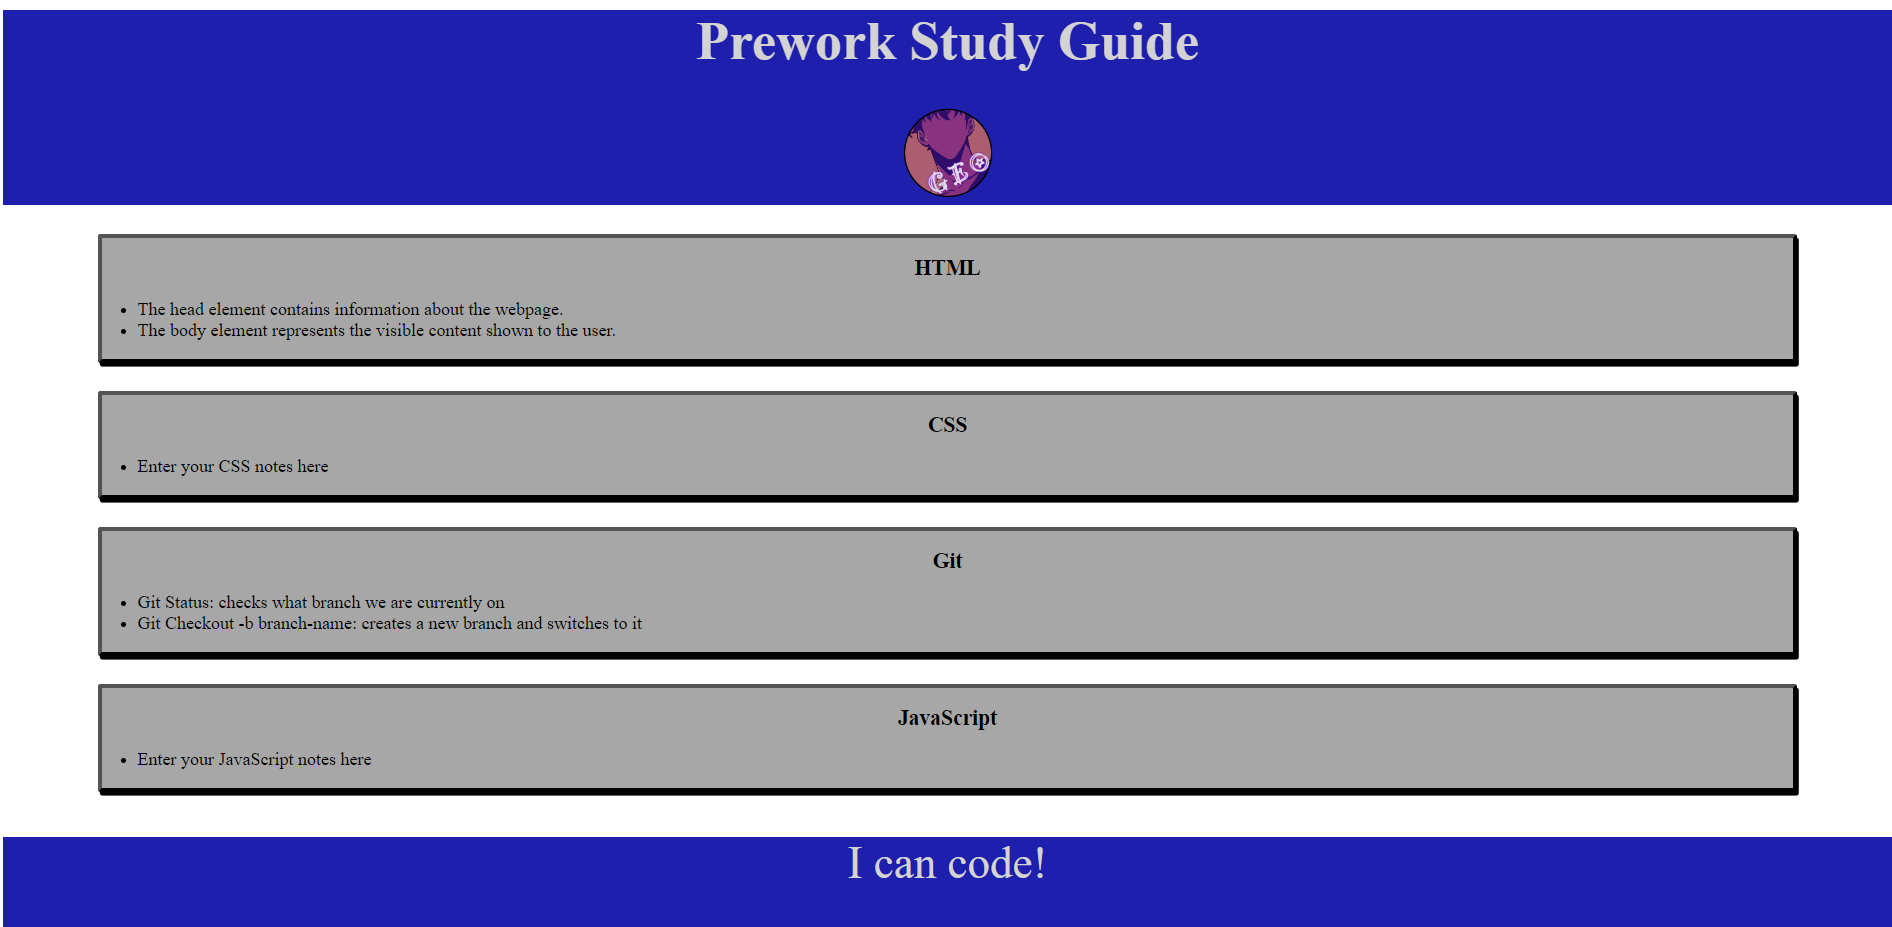 Prework Study Guide
GEO
HTML
• The head element contains information about the webpage.
• The body element represents the visible content shown to the user.
CSS
• Enter your CSS notes here
Git
• Git Status: checks what branch we are currently on
• Git Checkout -b branch-name: creates a new branch and switches to it
JavaScript
• Enter your JavaScript notes here
I can code!